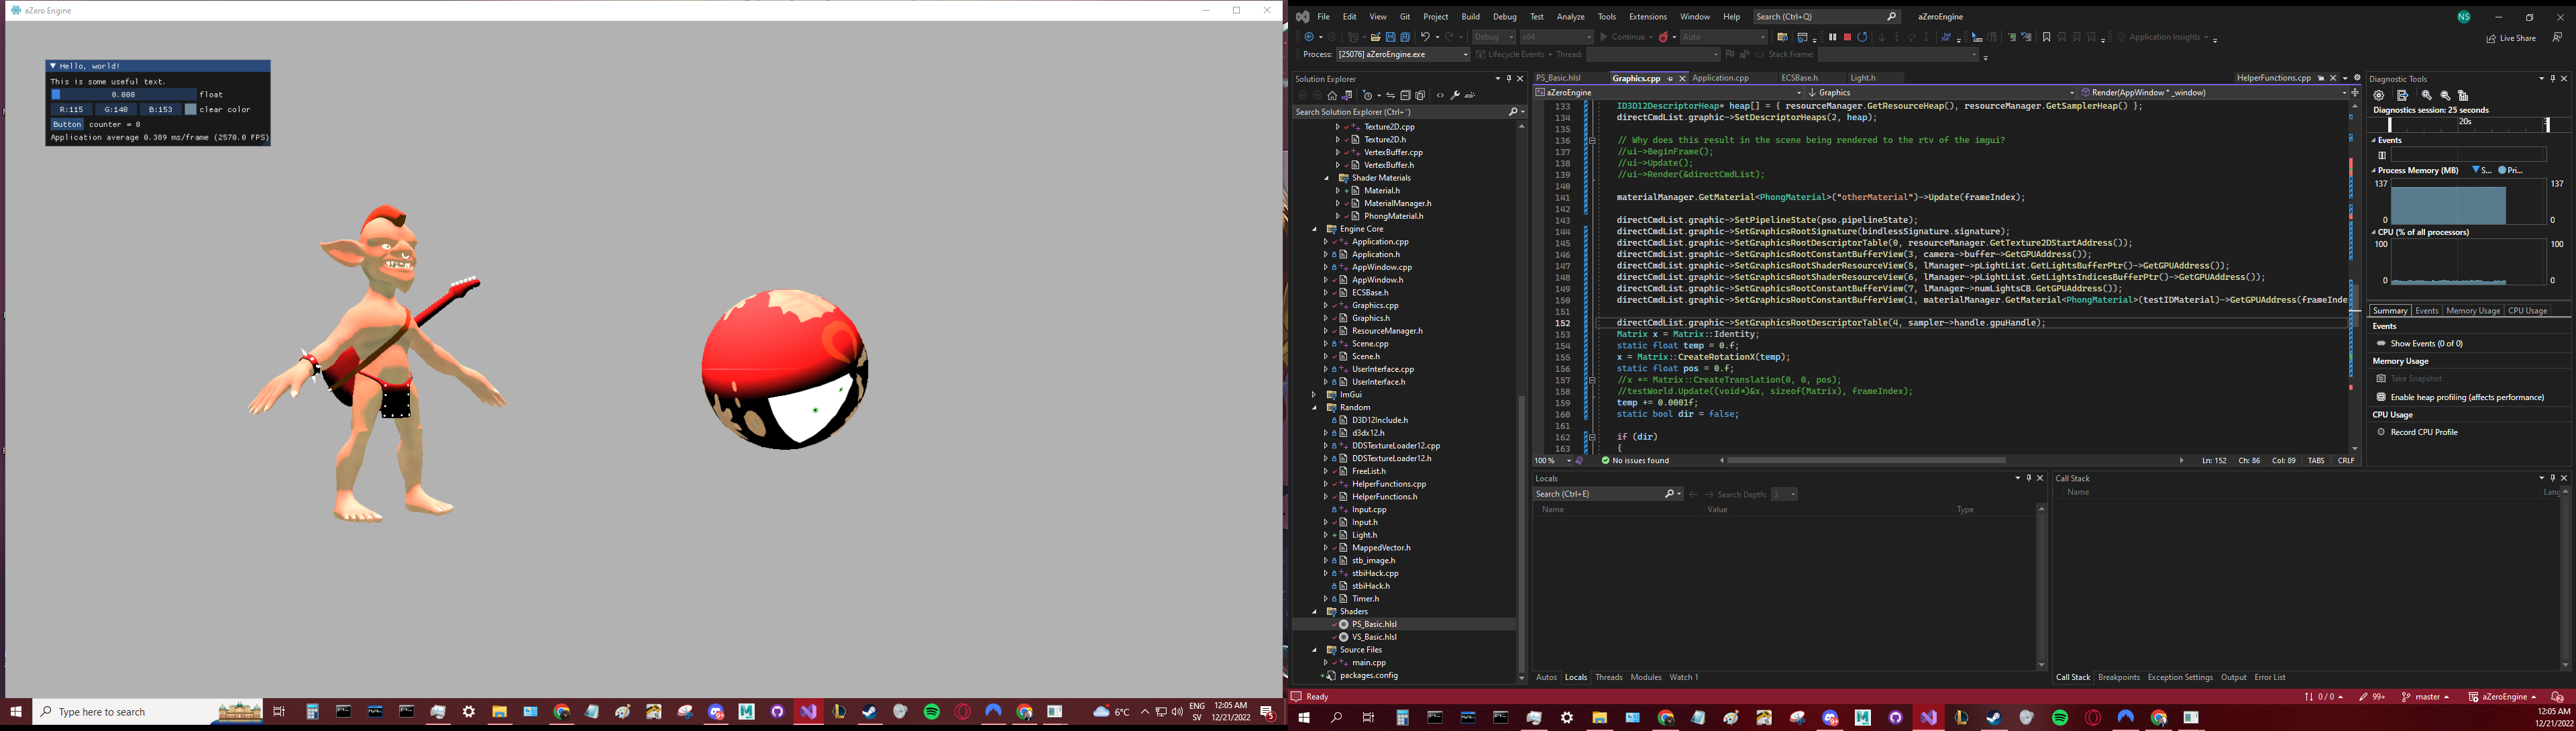 aZero Engine
Hello, world!
This is some useful text.
0.000 float
R:115 G:140 B:153 clear color
Button counter = 0
Application average 0.389 ms/frame (2570.0 FPS)
Type here to search
6°C
ENG
SV
12:05 AM
12/21/2022
File Edit View Git Project Build Debug Test Analyze Tools Extensions Window Help Search (Ctrl+Q) aZeroEngine
NS
Debug x64 Continue Auto Application Insights
Live Share
Process: [25076] aZeroEngine.exe Lifecycle Events Thread: Stack Frame:
Solution Explorer
Search Solution Explorer (Ctrl+¨)
Texture2D.cpp
Texture2D.h
VertexBuffer.cpp
VertexBuffer.h
Shader Materials
Material.h
MaterialManager.h
PhongMaterial.h
Engine Core
Application.cpp
Application.h
AppWindow.cpp
AppWindow.h
ECSBase.h
Graphics.cpp
Graphics.h
ResourceManager.h
Scene.cpp
Scene.h
UserInterface.cpp
UserInterface.h
ImGui
Random
D3D12Include.h
d3dx12.h
DDSTextureLoader12.cpp
DDSTextureLoader12.h
FreeList.h
HelperFunctions.cpp
HelperFunctions.h
Input.cpp
Input.h
Light.h
MappedVector.h
stb_image.h
stbiHack.cpp
stbiHack.h
Timer.h
Shaders
PS_Basic.hlsl
VS_Basic.hlsl
Source Files
main.cpp
packages.config
PS_Basic.hlsl Graphics.cpp Application.cpp ECSBase.h Light.h HelperFunctions.cpp
aZeroEngine Graphics Render(AppWindow * _window)
133 ID3D12DescriptorHeap* heap[] = { resourceManager.GetResourceHeap(), resourceManager.GetSamplerHeap() };
134 directCmdList.graphic->SetDescriptorHeaps(2, heap);
135
136 // Why does this result in the scene being rendered to the rtv of the imgui?
137 //ui->BeginFrame();
138 //ui->Update();
139 //ui->Render(&directCmdList);
140
141 materialManager.GetMaterial<PhongMaterial>("otherMaterial")->Update(frameIndex);
142
143 directCmdList.graphic->SetPipelineState(pso.pipelineState);
144 directCmdList.graphic->SetGraphicsRootSignature(bindlessSignature.signature);
145 directCmdList.graphic->SetGraphicsRootDescriptorTable(0, resourceManager.GetTexture2DStartAddress());
146 directCmdList.graphic->SetGraphicsRootConstantBufferView(3, camera->buffer->GetGPUAddress());
147 directCmdList.graphic->SetGraphicsRootShaderResourceView(5, lManager->pLightList.GetLightsBufferPtr()->GetGPUAddress());
148 directCmdList.graphic->SetGraphicsRootShaderResourceView(6, lManager->pLightList.GetLightsIndicesBufferPtr()->GetGPUAddress());
149 directCmdList.graphic->SetGraphicsRootConstantBufferView(7, lManager->numLightsCB.GetGPUAddress());
150 directCmdList.graphic->SetGraphicsRootConstantBufferView(1, materialManager.GetMaterial<PhongMaterial>(testIDMaterial)->GetGPUAddress(frameInde
151
152 directCmdList.graphic->SetGraphicsRootDescriptorTable(4, sampler->handle.gpuHandle);
153 Matrix x = Matrix::Identity;
154 static float temp = 0.f;
155 x = Matrix::CreateRotationX(temp);
156 static float pos = 0.f;
157 //x *= Matrix::CreateTranslation(0, 0, pos);
158 //testWorld.Update((void*)&x, sizeof(Matrix), frameIndex);
159 temp += 0.0001f;
160 static bool dir = false;
161
162 if (dir)
163 {
100 % No issues found Ln: 152 Ch: 86 Col: 89 TABS CRLF
Locals
Search (Ctrl+E) Search Depth: 3
Name Value Type
Autos Locals Threads Modules Watch 1
Call Stack
Name Lang
Call Stack Breakpoints Exception Settings Output Error List
Diagnostic Tools
Diagnostics session: 25 seconds
20s
Events
Process Memory (MB) S... Pri...
137 137
0 0
CPU (% of all processors)
100 100
0 0
Summary Events Memory Usage CPU Usage
Events
Show Events (0 of 0)
Memory Usage
Take Snapshot
Enable heap profiling (affects performance)
CPU Usage
Record CPU Profile
Ready
0 / 0 99+ master aZeroEngine
12:05 AM
12/21/2022